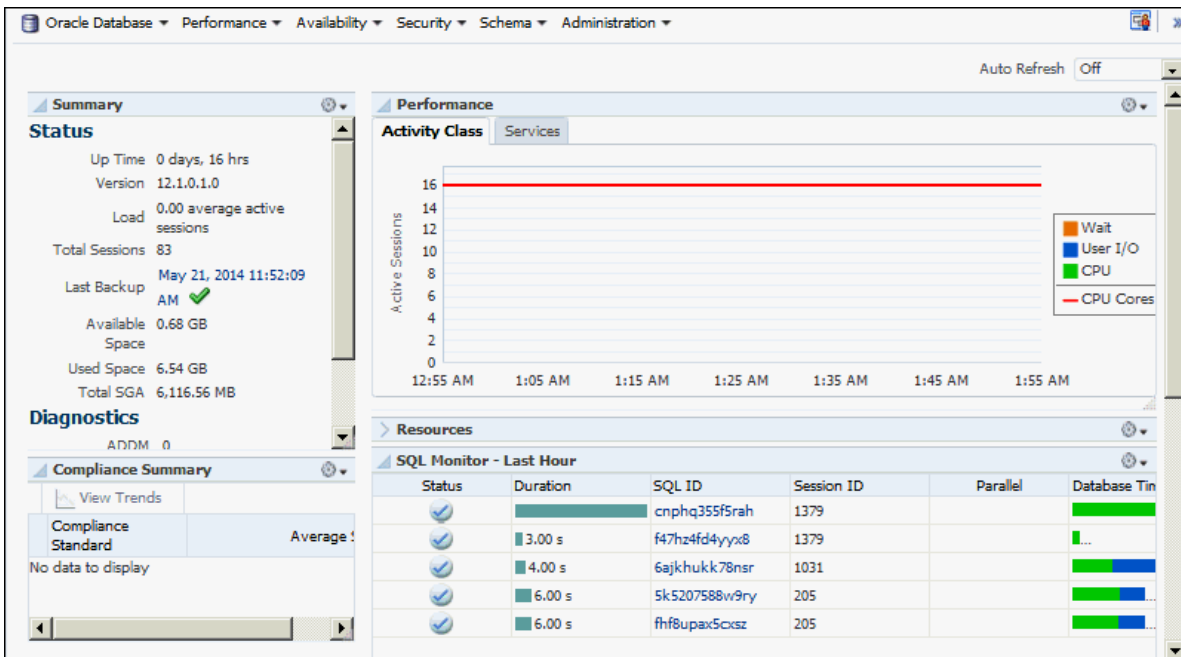 Oracle Database Performance Availability Security Schema Administration
Auto Refresh Off
Summary
Status
Up Time 0 days, 16 hrs
Version 12.1.0.1.0
Load 0.00 average active
sessions
Total Sessions 83
Last Backup May 21, 2014 11:52:09
AM
Available 0.68 GB
Space
Used Space 6.54 GB
Total SGA 6,116.56 MB
Diagnostics
ADDM 0
Compliance Summary
View Trends
Compliance
Standard
Average
No data to display
Performance
Activity Class Services
Active Sessions
16
14
12
10
8
6
4
2
0
12:55 AM 1:05 AM 1:15 AM 1:25 AM 1:35 AM 1:45 AM 1:55 AM
Wait
User I/O
CPU
CPU Cores
Resources
SQL Monitor - Last Hour
Status Duration SQL ID Session ID Parallel Database
cnphq355f5rah 1379
3.00 s f47hz4fd4yyx8 1379 ...
4.00 s 6ajkhukk78nsr 1031
6.00 s 5k5207588w9ry 205 ...
6.00 s fhf8upax5cxsz 205 ...